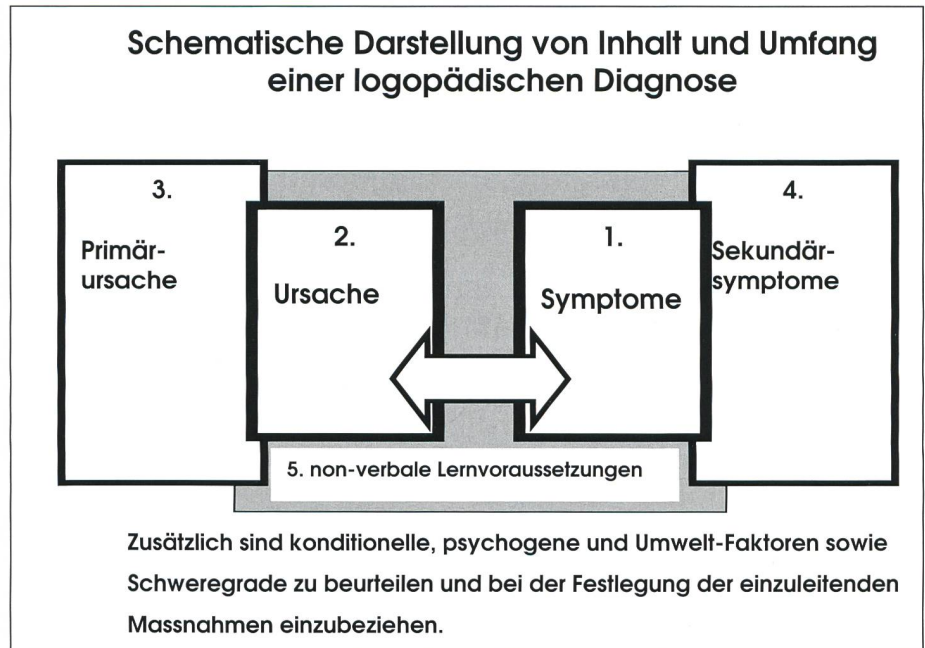 Schematische Darstellung von Inhalt und Umfang
einer logopädischen Diagnose
3.
Primär-
ursache
2.
Ursache
1.
Symptome
4.
Sekundär-
symptome
5. non-verbale Lernvoraussetzungen
Zusätzlich sind konditionelle, psychogene und Umwelt-Faktoren sowie
Schweregrade zu beurteilen und bei der Festlegung der einzuleitenden
Massnahmen einzubeziehen.